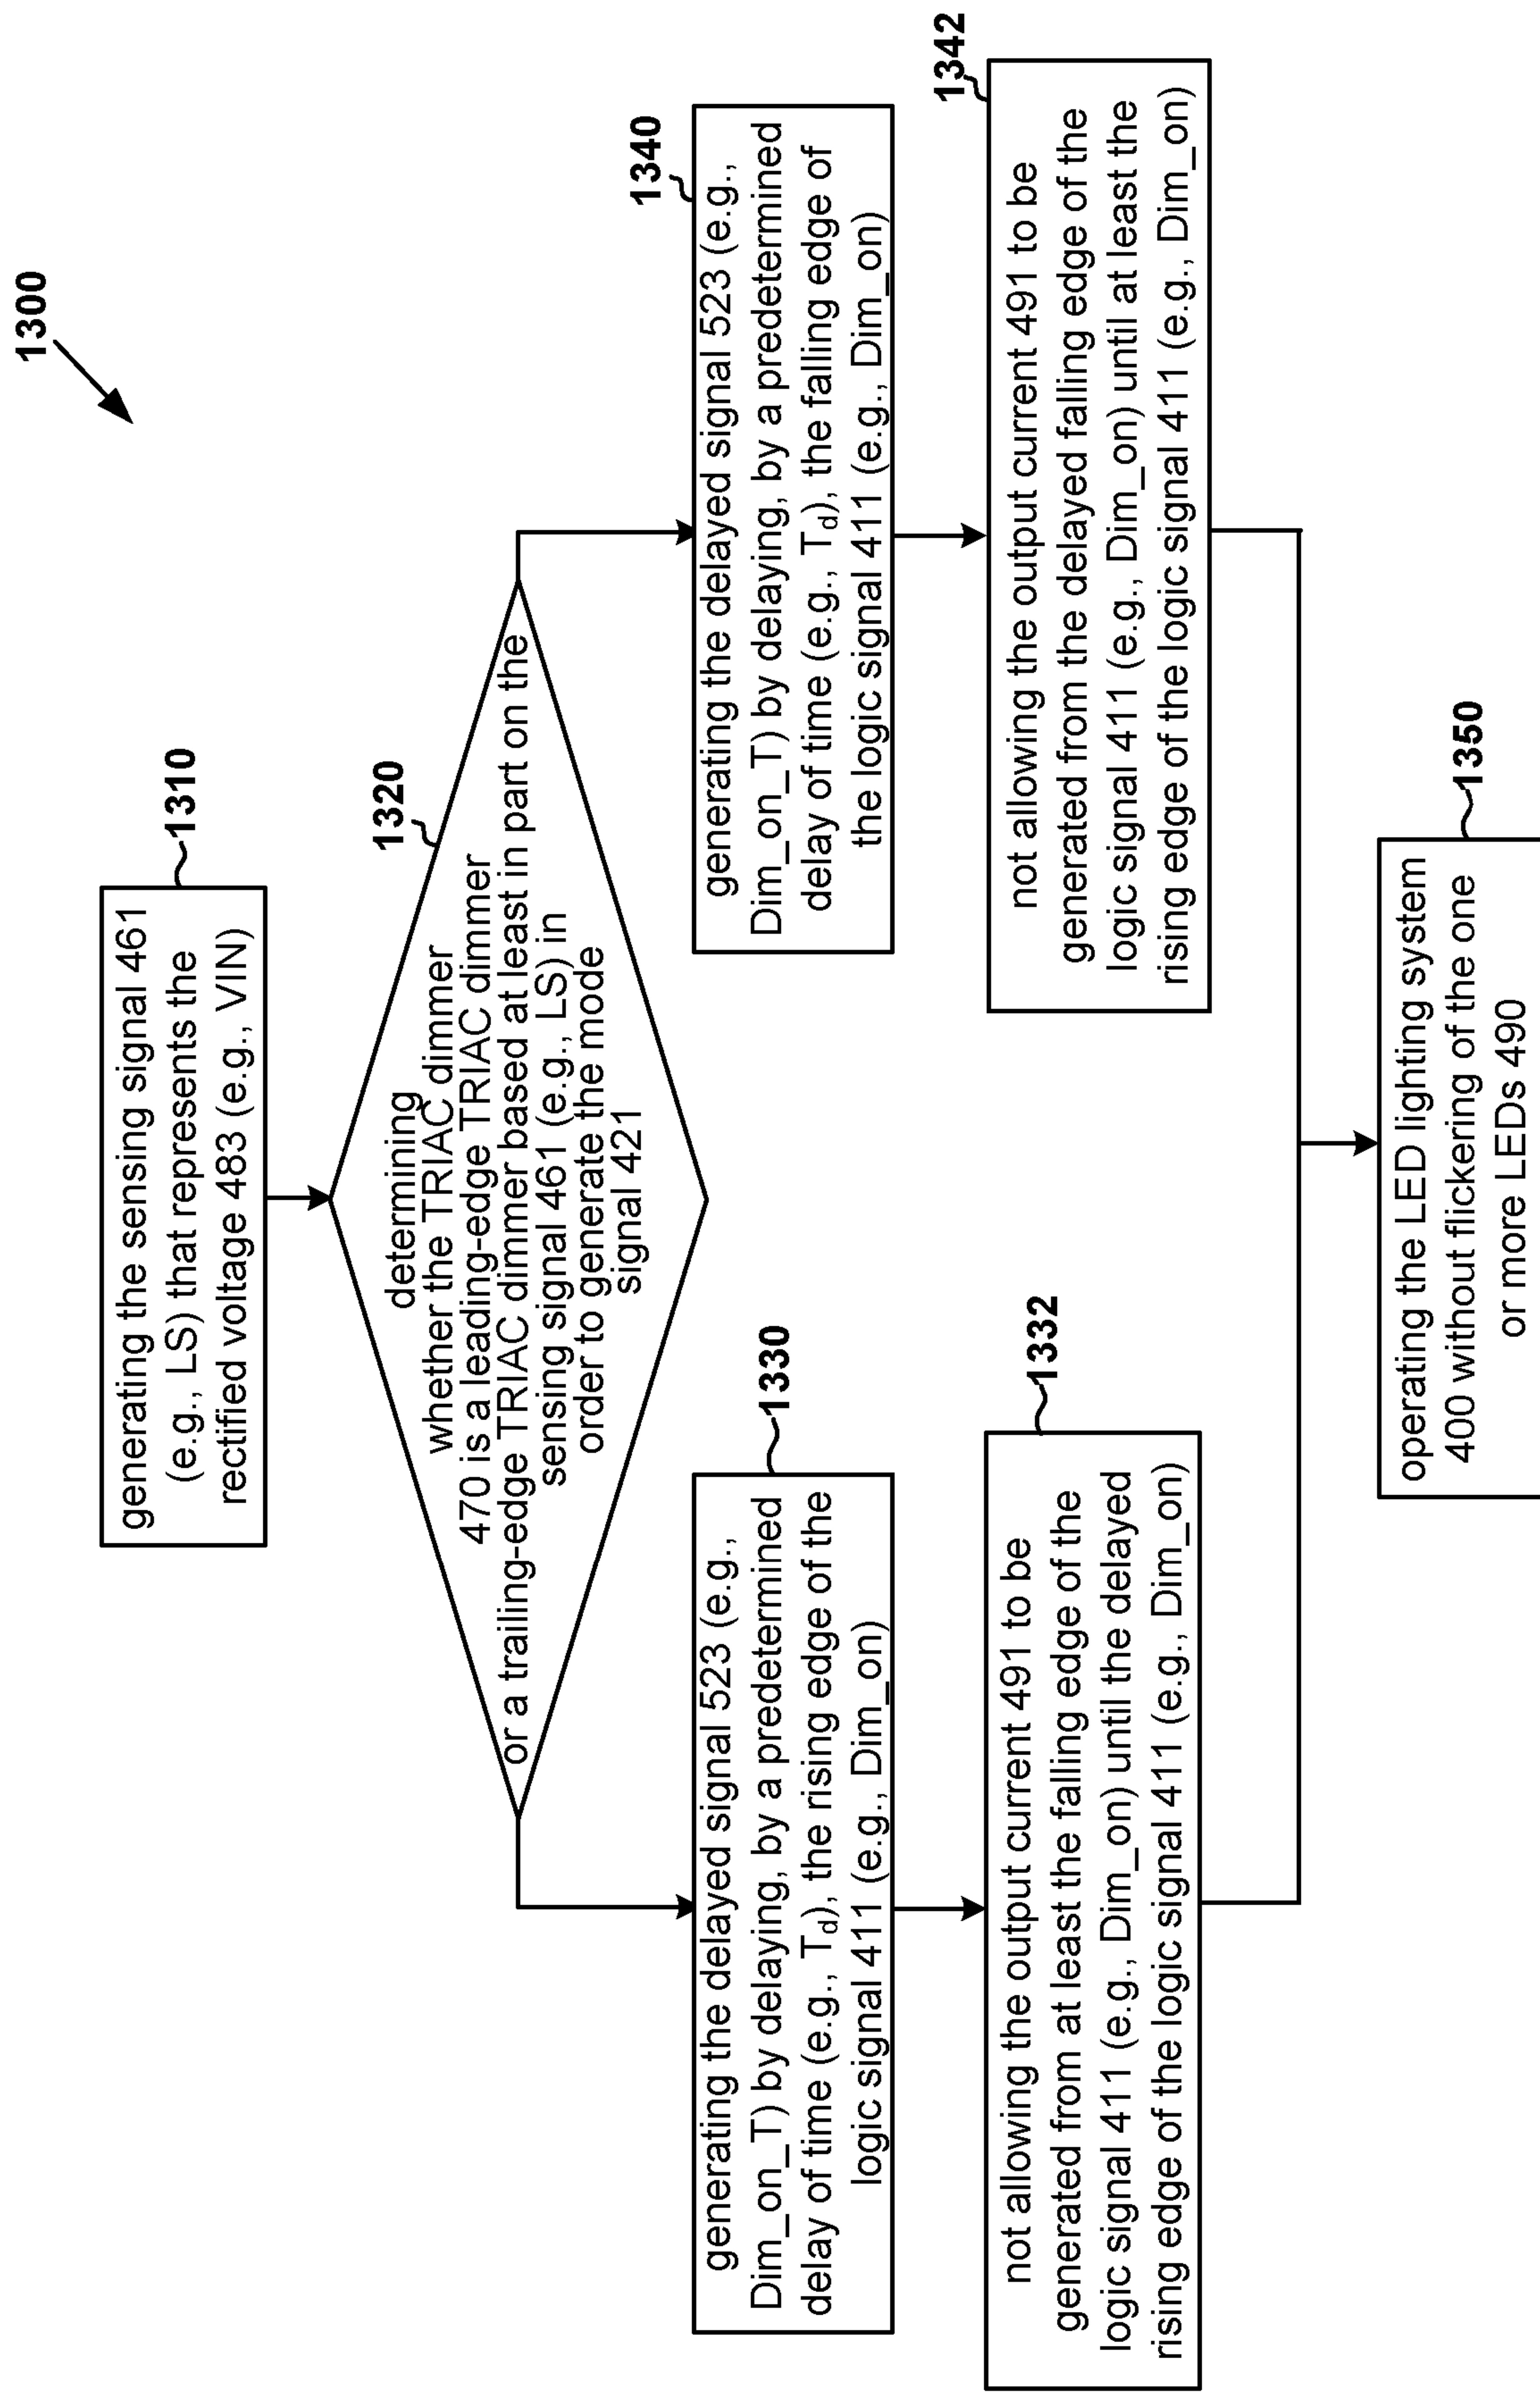 1300
generating the sensing signal 461
(e.g., LS) that represents the
rectified voltage 483 (e.g., VIN)
1310
determining
whether the TRIAC dimmer
470 is a leading-edge TRIAC dimmer
or a trailing-edge TRIAC dimmer based at least in part on the
sensing signal 461 (e.g., LS) in
order to generate the mode
signal 421
1320
generating the delayed signal 523 (e.g.,
Dim_on_T) by delaying, by a predetermined
delay of time (e.g., Td), the rising edge of the
logic signal 411 (e.g., Dim_on)
1330
not allowing the output current 491 to be
generated from at least the falling edge of the
logic signal 411 (e.g., Dim_on) until the delayed
rising edge of the logic signal 411 (e.g., Dim_on)
1332
generating the delayed signal 523 (e.g.,
Dim_on_T) by delaying, by a predetermined
delay of time (e.g., Td), the falling edge of
the logic signal 411 (e.g., Dim_on)
1340
not allowing the output current 491 to be
generated from the delayed falling edge of the
logic signal 411 (e.g., Dim_on) until at least the
rising edge of the logic signal 411 (e.g., Dim_on)
1342
operating the LED lighting system
400 without flickering of the one
or more LEDs 490
1350